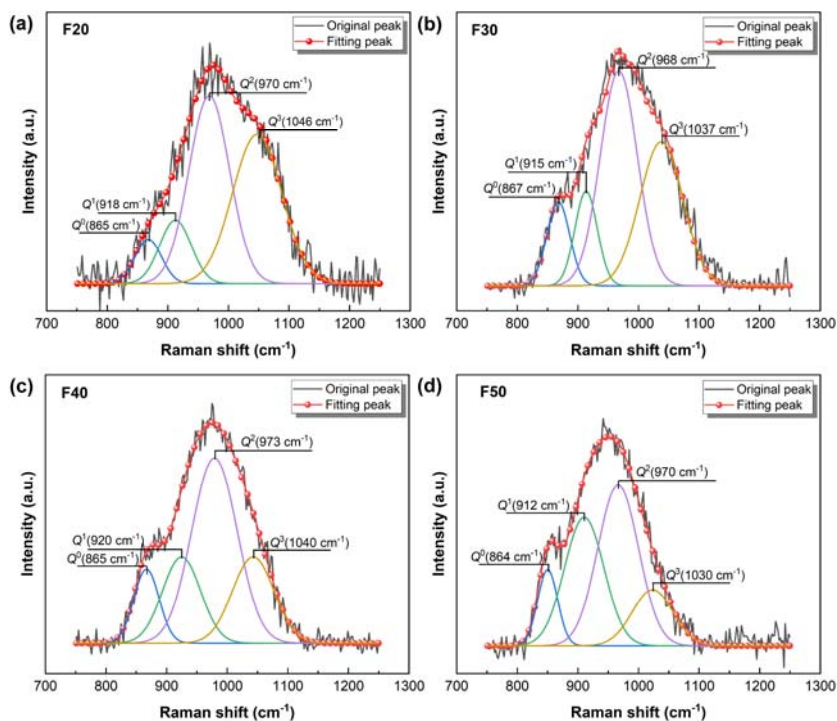 (a)
F20
Original peak
Fitting peak
Q²(970 cm⁻¹)
Q³(1046 cm⁻¹)
Q¹(918 cm⁻¹)
Q⁰(865 cm⁻¹)
Intensity (a.u.)
700 800 900 1000 1100 1200 1300
Raman shift (cm⁻¹)
(b)
F30
Original peak
Fitting peak
Q²(968 cm⁻¹)
Q³(1037 cm⁻¹)
Q¹(915 cm⁻¹)
Q⁰(867 cm⁻¹)
Intensity (a.u.)
700 800 900 1000 1100 1200 1300
Raman shift (cm⁻¹)
(c)
F40
Original peak
Fitting peak
Q²(973 cm⁻¹)
Q¹(920 cm⁻¹)
Q³(1040 cm⁻¹)
Q⁰(865 cm⁻¹)
Intensity (a.u.)
700 800 900 1000 1100 1200 1300
Raman shift (cm⁻¹)
(d)
F50
Original peak
Fitting peak
Q²(970 cm⁻¹)
Q¹(912 cm⁻¹)
Q⁰(864 cm⁻¹)
Q³(1030 cm⁻¹)
Intensity (a.u.)
700 800 900 1000 1100 1200 1300
Raman shift (cm⁻¹)